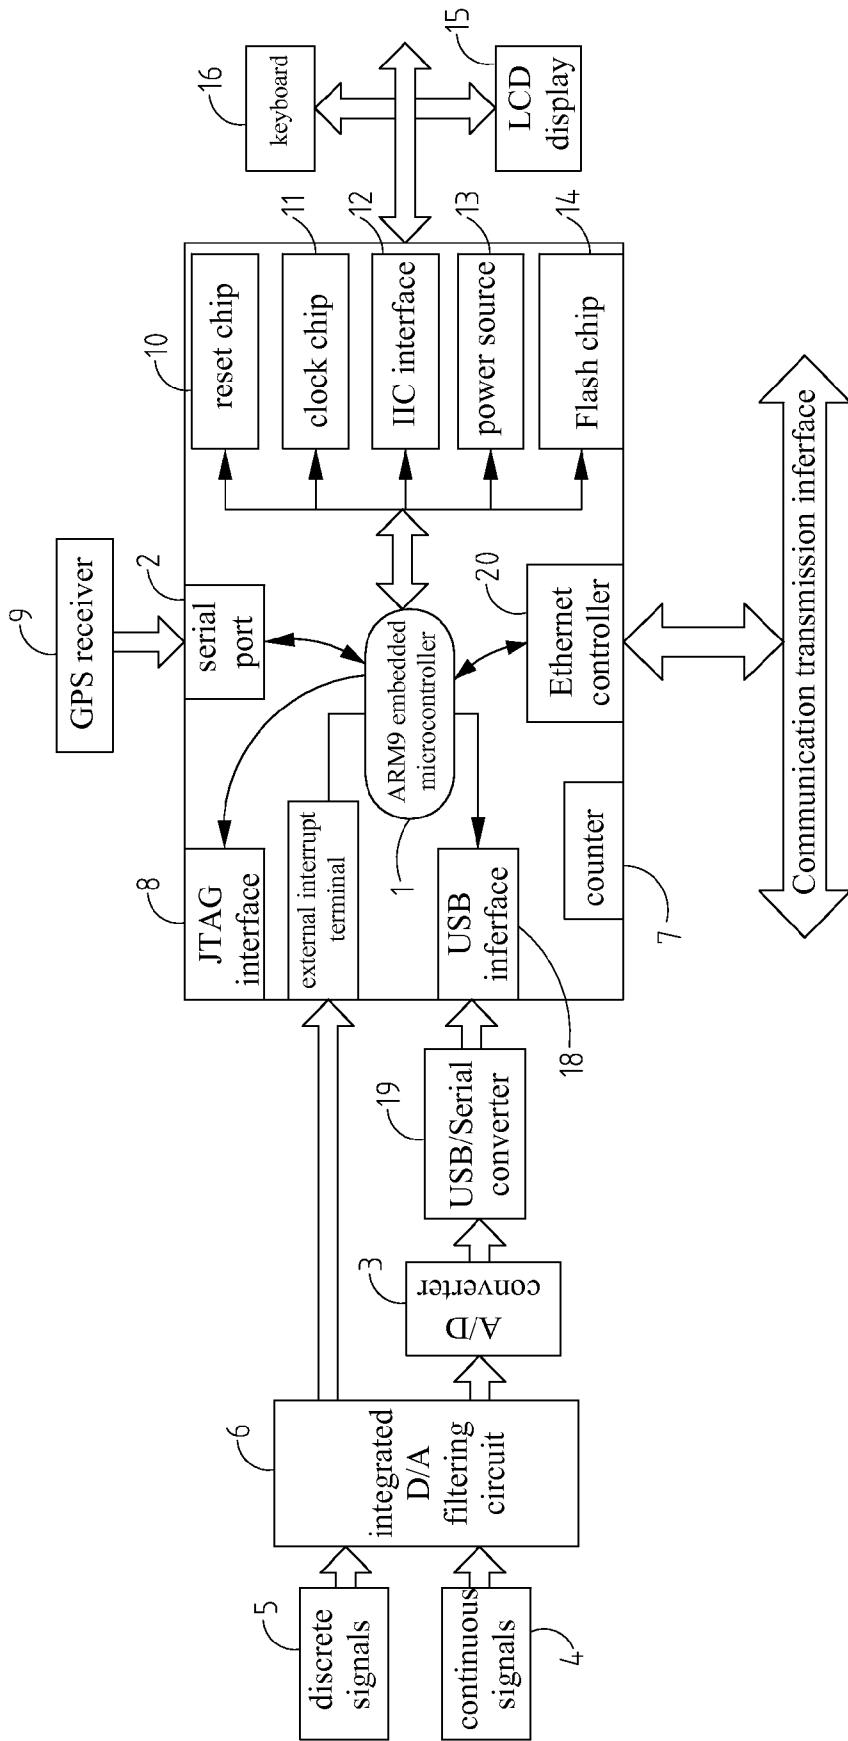 16
keyboard
15
LCD
display
10
reset chip
11
clock chip
12
IIC interface
13
power source
14
Flash chip
9
GPS receiver
2
serial
port
20
Ethernet
controller
ARM9 embedded
microcontroller
1
8
JTAG
interface
external interrupt
terminal
USB
inferface
18
counter
7
Communication transmission inferface
19
USB/Serial
converter
3
A/D
converter
6
integrated
D/A
filtering
circuit
5
discrete
signals
continuous
signals
4